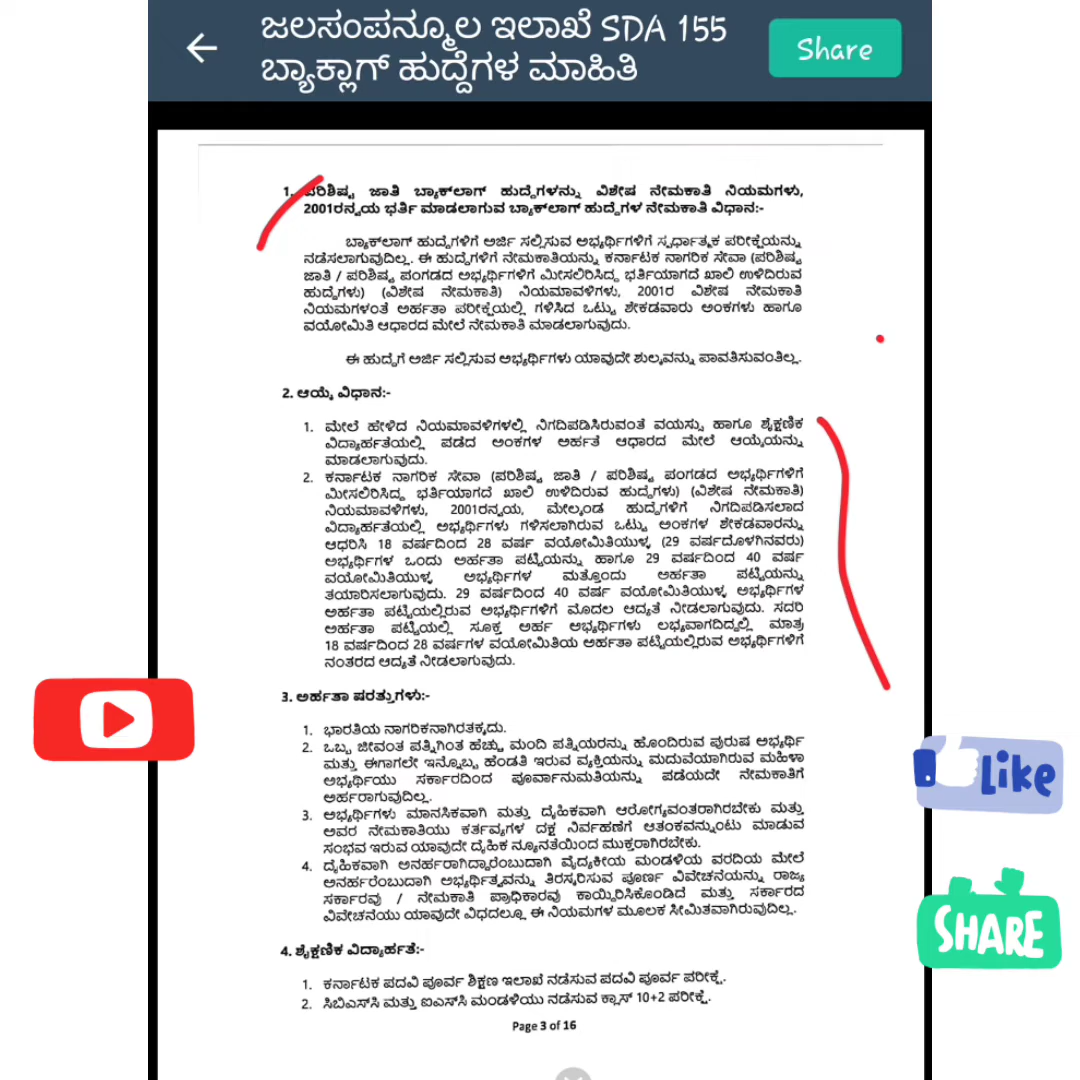 ಜಲಸಂಪನ್ಮೂಲ ಇಲಾಖೆ SDA 155
ಬ್ಯಾಕ್ಲಾಗ್ ಹುದ್ದೆಗಳ ಮಾಹಿತಿ
Share
1. ಪರಿಶಿಷ್ಟ ಜಾತಿ ಬ್ಯಾಕ್‌ಲಾಗ್ ಹುದ್ದೆಗಳನ್ನು ವಿಶೇಷ ನೇಮಕಾತಿ ನಿಯಮಗಳು,
2001ರನ್ವಯ ಭರ್ತಿ ಮಾಡಲಾಗುವ ಬ್ಯಾಕ್‌ಲಾಗ್ ಹುದ್ದೆಗಳ ನೇಮಕಾತಿ ವಿಧಾನ:-
ಬ್ಯಾಕ್‌ಲಾಗ್ ಹುದ್ದೆಗಳಿಗೆ ಅರ್ಜಿ ಸಲ್ಲಿಸುವ ಅಭ್ಯರ್ಥಿಗಳಿಗೆ ಸ್ಪರ್ಧಾತ್ಮಕ ಪರೀಕ್ಷೆಯನ್ನು
ನಡೆಸಲಾಗುವುದಿಲ್ಲ. ಈ ಹುದ್ದೆಗಳಿಗೆ ನೇಮಕಾತಿಯನ್ನು ಕರ್ನಾಟಕ ನಾಗರಿಕ ಸೇವಾ (ಪರಿಶಿಷ್ಟ
ಜಾತಿ / ಪರಿಶಿಷ್ಟ ಪಂಗಡದ ಅಭ್ಯರ್ಥಿಗಳಿಗೆ ಮೀಸಲಿರಿಸಿದ್ದ ಭರ್ತಿಯಾಗದೆ ಖಾಲಿ ಉಳಿದಿರುವ
ಹುದ್ದೆಗಳು) (ವಿಶೇಷ ನೇಮಕಾತಿ) ನಿಯಮಾವಳಿಗಳು, 2001ರ ವಿಶೇಷ ನೇಮಕಾತಿ
ನಿಯಮಗಳಂತೆ ಅರ್ಹತಾ ಪರೀಕ್ಷೆಯಲ್ಲಿ ಗಳಿಸಿದ ಒಟ್ಟು ಶೇಕಡವಾರು ಅಂಕಗಳು ಹಾಗೂ
ವಯೋಮಿತಿ ಆಧಾರದ ಮೇಲೆ ನೇಮಕಾತಿ ಮಾಡಲಾಗುವುದು.
ಈ ಹುದ್ದೆಗೆ ಅರ್ಜಿ ಸಲ್ಲಿಸುವ ಅಭ್ಯರ್ಥಿಗಳು ಯಾವುದೇ ಶುಲ್ಕವನ್ನು ಪಾವತಿಸುವಂತಿಲ್ಲ.
2. ಆಯ್ಕೆ ವಿಧಾನ:-
1. ಮೇಲೆ ಹೇಳಿದ ನಿಯಮಾವಳಿಗಳಲ್ಲಿ ನಿಗದಿಪಡಿಸಿರುವಂತೆ ವಯಸ್ಸು ಹಾಗೂ ಶೈಕ್ಷಣಿಕ
ವಿದ್ಯಾರ್ಹತೆಯಲ್ಲಿ ಪಡೆದ ಅಂಕಗಳ ಅರ್ಹತೆ ಆಧಾರದ ಮೇಲೆ ಆಯ್ಕೆಯನ್ನು
ಮಾಡಲಾಗುವುದು.
2. ಕರ್ನಾಟಕ ನಾಗರಿಕ ಸೇವಾ (ಪರಿಶಿಷ್ಟ ಜಾತಿ / ಪರಿಶಿಷ್ಟ ಪಂಗಡದ ಅಭ್ಯರ್ಥಿಗಳಿಗೆ
ಮೀಸಲಿರಿಸಿದ್ದ ಭರ್ತಿಯಾಗದೆ ಖಾಲಿ ಉಳಿದಿರುವ ಹುದ್ದೆಗಳು) (ವಿಶೇಷ ನೇಮಕಾತಿ)
ನಿಯಮಾವಳಿಗಳು, 2001ರನ್ವಯ, ಮೇಲ್ಕಂಡ ಹುದ್ದೆಗಳಿಗೆ ನಿಗದಿಪಡಿಸಲಾದ
ವಿದ್ಯಾರ್ಹತೆಯಲ್ಲಿ ಅಭ್ಯರ್ಥಿಗಳು ಗಳಿಸಲಾಗಿರುವ ಒಟ್ಟು ಅಂಕಗಳ ಶೇಕಡವಾರನ್ನು
ಆಧರಿಸಿ 18 ವರ್ಷದಿಂದ 28 ವರ್ಷ ವಯೋಮಿತಿಯುಳ್ಳ (29 ವರ್ಷದೊಳಗಿನವರು)
ಅಭ್ಯರ್ಥಿಗಳ ಒಂದು ಅರ್ಹತಾ ಪಟ್ಟಿಯನ್ನು ಹಾಗೂ 29 ವರ್ಷದಿಂದ 40 ವರ್ಷ
ವಯೋಮಿತಿಯುಳ್ಳ ಅಭ್ಯರ್ಥಿಗಳ ಮತ್ತೊಂದು ಅರ್ಹತಾ ಪಟ್ಟಿಯನ್ನು
ತಯಾರಿಸಲಾಗುವುದು. 29 ವರ್ಷದಿಂದ 40 ವರ್ಷ ವಯೋಮಿತಿಯುಳ್ಳ ಅಭ್ಯರ್ಥಿಗಳ
ಅರ್ಹತಾ ಪಟ್ಟಿಯಲ್ಲಿರುವ ಅಭ್ಯರ್ಥಿಗಳಿಗೆ ಮೊದಲ ಆದ್ಯತೆ ನೀಡಲಾಗುವುದು. ಸದರಿ
ಅರ್ಹತಾ ಪಟ್ಟಿಯಲ್ಲಿ ಸೂಕ್ತ ಅರ್ಹ ಅಭ್ಯರ್ಥಿಗಳು ಲಭ್ಯವಾಗದಿದ್ದಲ್ಲಿ ಮಾತ್ರ
18 ವರ್ಷದಿಂದ 28 ವರ್ಷಗಳ ವಯೋಮಿತಿಯ ಅರ್ಹತಾ ಪಟ್ಟಿಯಲ್ಲಿರುವ ಅಭ್ಯರ್ಥಿಗಳಿಗೆ
ನಂತರದ ಆದ್ಯತೆ ನೀಡಲಾಗುವುದು.
3. ಅರ್ಹತಾ ಷರತ್ತುಗಳು:-
1. ಭಾರತಿಯ ನಾಗರಿಕನಾಗಿರತಕ್ಕದು.
2. ಒಬ್ಬ ಜೀವಂತ ಪತ್ನಿಗಿಂತ ಹೆಚ್ಚು ಮಂದಿ ಪತ್ನಿಯರನ್ನು ಹೊಂದಿರುವ ಪುರುಷ ಅಭ್ಯರ್ಥಿ
ಮತ್ತು ಈಗಾಗಲೇ ಇನ್ನೊಬ್ಬ ಹೆಂಡತಿ ಇರುವ ವ್ಯಕ್ತಿಯನ್ನು ಮದುವೆಯಾಗಿರುವ ಮಹಿಳಾ
ಅಭ್ಯರ್ಥಿಯು ಸರ್ಕಾರದಿಂದ ಪೂರ್ವಾನುಮತಿಯನ್ನು ಪಡೆಯದೇ ನೇಮಕಾತಿಗೆ
ಅರ್ಹರಾಗುವುದಿಲ್ಲ.
3. ಅಭ್ಯರ್ಥಿಗಳು ಮಾನಸಿಕವಾಗಿ ಮತ್ತು ದೈಹಿಕವಾಗಿ ಆರೋಗ್ಯವಂತರಾಗಿರಬೇಕು ಮತ್ತು
ಅವರ ನೇಮಕಾತಿಯು ಕರ್ತವ್ಯಗಳ ದಕ್ಷ ನಿರ್ವಹಣೆಗೆ ಆತಂಕವನ್ನುಂಟು ಮಾಡುವ
ಸಂಭವ ಇರುವ ಯಾವುದೇ ದೈಹಿಕ ನ್ಯೂನತೆಯಿಂದ ಮುಕ್ತರಾಗಿರಬೇಕು.
4. ದೈಹಿಕವಾಗಿ ಅನರ್ಹರಾಗಿದ್ದಾರೆಂಬುದಾಗಿ ವೈದ್ಯಕೀಯ ಮಂಡಳಿಯ ವರದಿಯ ಮೇಲೆ
ಅನರ್ಹರೆಂಬುದಾಗಿ ಅಭ್ಯರ್ಥಿತ್ವವನ್ನು ತಿರಸ್ಕರಿಸುವ ಪೂರ್ಣ ವಿವೇಚನೆಯನ್ನು ರಾಜ್ಯ
ಸರ್ಕಾರವು / ನೇಮಕಾತಿ ಪ್ರಾಧಿಕಾರವು ಕಾಯ್ದಿರಿಸಿಕೊಂಡಿದೆ ಮತ್ತು ಸರ್ಕಾರದ
ವಿವೇಚನೆಯು ಯಾವುದೇ ವಿಧದಲ್ಲೂ ಈ ನಿಯಮಗಳ ಮೂಲಕ ಸೀಮಿತವಾಗಿರುವುದಿಲ್ಲ.
4. ಶೈಕ್ಷಣಿಕ ವಿದ್ಯಾರ್ಹತೆ:-
1. ಕರ್ನಾಟಕ ಪದವಿ ಪೂರ್ವ ಶಿಕ್ಷಣ ಇಲಾಖೆ ನಡೆಸುವ ಪದವಿ ಪೂರ್ವ ಪರೀಕ್ಷೆ.
2. ಸಿಬಿಎಸ್‌ಸಿ ಮತ್ತು ಐಎಸ್‌ಸಿ ಮಂಡಳಿಯು ನಡೆಸುವ ಕ್ಲಾಸ್ 10+2 ಪರೀಕ್ಷೆ.
Page 3 of 16
Like
SHARE